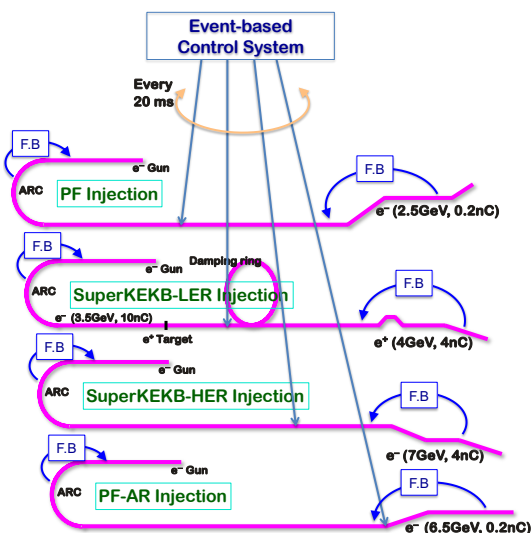 Event-based
Control System
Every
20 ms
F.B
e⁻ Gun
ARC
PF Injection
F.B
e⁻ (2.5GeV, 0.2nC)
F.B
e⁻ Gun
Damping ring
ARC
SuperKEKB-LER Injection
F.B
e⁻ (3.5GeV, 10nC)
e⁺ Target
e⁺ (4GeV, 4nC)
F.B
e⁻ Gun
ARC
SuperKEKB-HER Injection
F.B
e⁻ (7GeV, 4nC)
F.B
e⁻ Gun
ARC
PF-AR Injection
F.B
e⁻ (6.5GeV, 0.2nC)